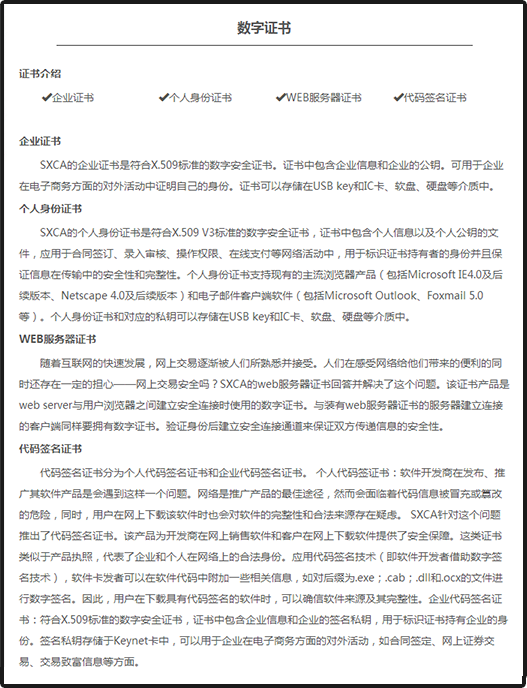 数字证书
证书介绍
✔企业证书 ✔个人身份证书 ✔WEB服务器证书 ✔代码签名证书
企业证书
SXCA的企业证书是符合X.509标准的数字安全证书。证书中包含企业信息和企业的公钥。可用于企业
在电子商务方面的对外活动中证明自己的身份。证书可以存储在USB key和IC卡、软盘、硬盘等介质中。
个人身份证书
SXCA的个人身份证书是符合X.509 V3标准的数字安全证书，证书中包含个人信息以及个人公钥的文
件，应用于合同签订、录入审核、操作权限、在线支付等网络活动中，用于标识证书持有者的身份并且保
证信息在传输中的安全性和完整性。个人身份证书支持现有的主流浏览器产品（包括Microsoft IE4.0及后
续版本、Netscape 4.0及后续版本）和电子邮件客户端软件（包括Microsoft Outlook、Foxmail 5.0
等）。个人身份证书和对应的私钥可以存储在USB key和IC卡、软盘、硬盘等介质中。
WEB服务器证书
随着互联网的快速发展，网上交易逐渐被人们所熟悉并接受。人们在感受网络给他们带来的便利的同
时还存在一定的担心——网上交易安全吗？SXCA的web服务器证书回答并解决了这个问题。该证书产品是
web server与用户浏览器之间建立安全连接时使用的数字证书。与装有web服务器证书的服务器建立连接
的客户端同样要拥有数字证书。验证身份后建立安全连接通道来保证双方传递信息的安全性。
代码签名证书
代码签名证书分为个人代码签名证书和企业代码签名证书。 个人代码签证书：软件开发商在发布、推
广其软件产品是会遇到这样一个问题。网络是推广产品的最佳途径，然而会面临着代码信息被冒充或篡改
的危险，同时，用户在网上下载该软件时也会对软件的完整性和合法来源存在疑虑。 SXCA针对这个问题
推出了代码签名证书。该产品为开发商在网上销售软件和客户在网上下载软件提供了安全保障。这类证书
类似于产品执照，代表了企业和个人在网络上的合法身份。应用代码签名技术（即软件开发者借助数字签
名技术），软件卡发者可以在软件代码中附加一些相关信息，如对后缀为.exe；.cab；.dll和.ocx的文件进
行数字签名。因此，用户在下载具有代码签名的软件时，可以确信软件来源及其完整性。企业代码签名证
书：符合X.509标准的数字安全证书，证书中包含企业信息和企业的签名私钥，用于标识证书持有企业的身
份。签名私钥存储于Keynet卡中，可以用于企业在电子商务方面的对外活动，如合同签定、网上证券交
易、交易致富信息等方面。